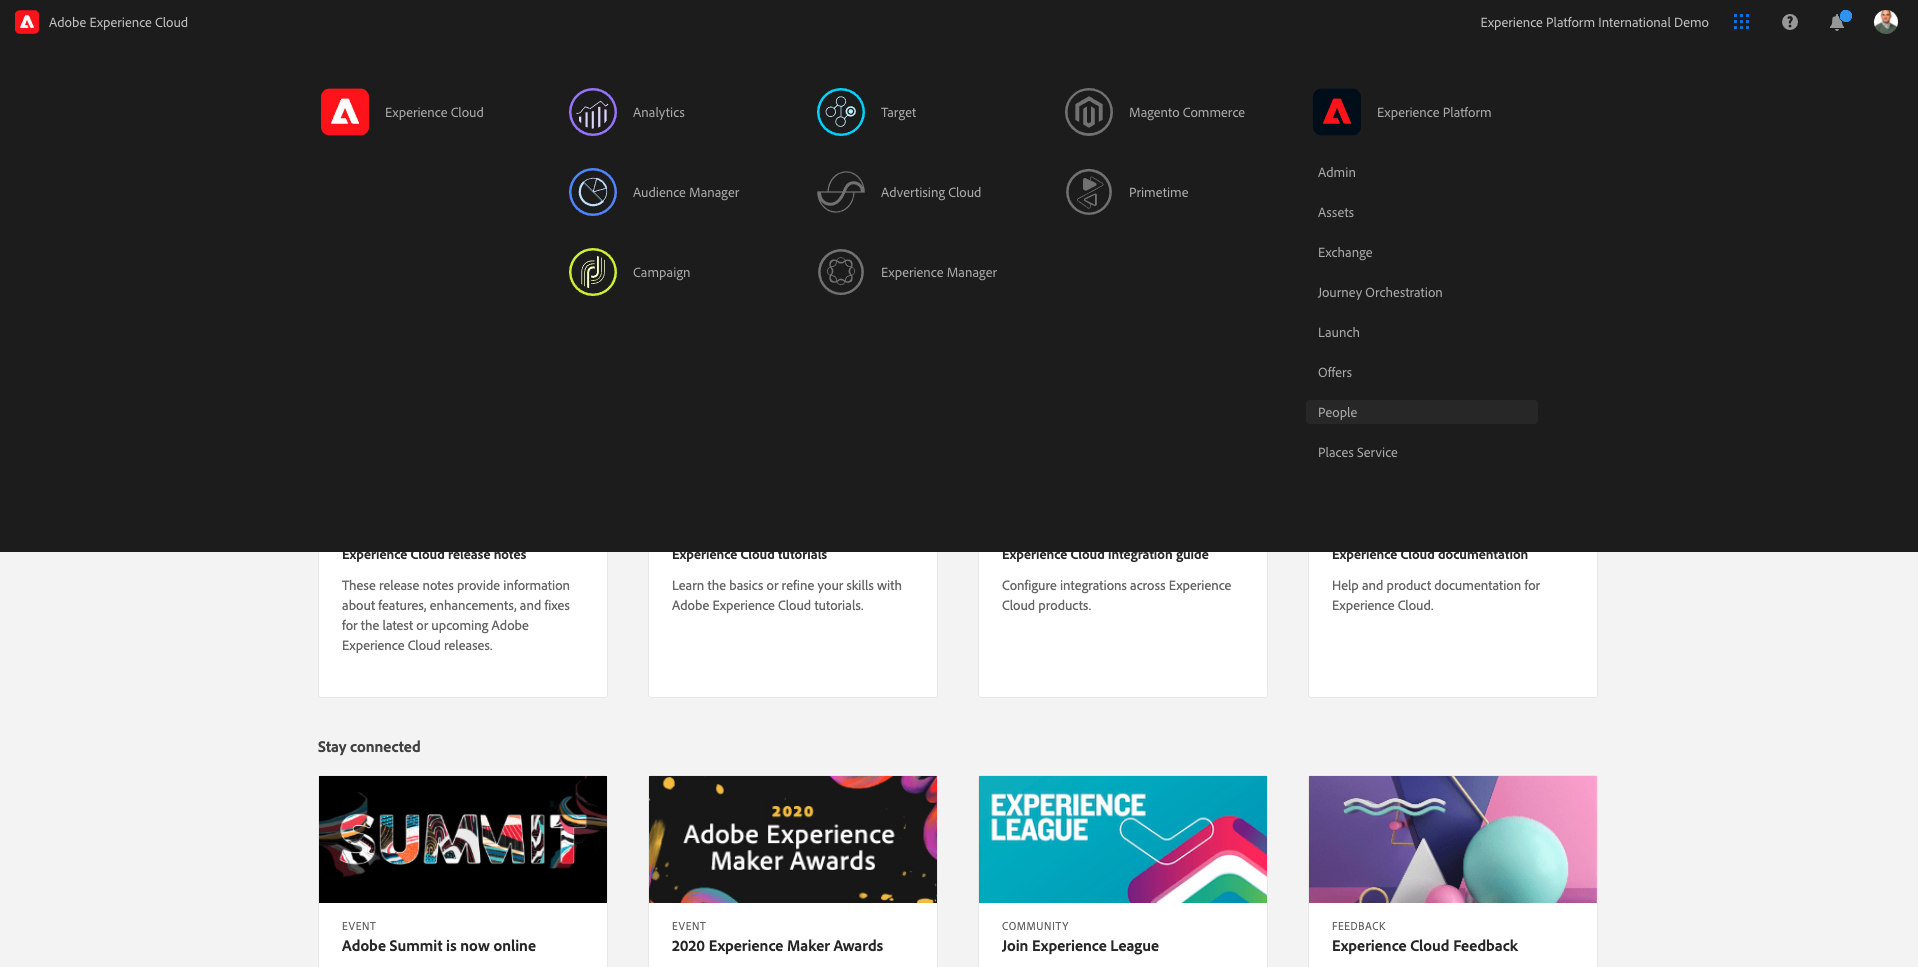 Adobe Experience Cloud
Experience Platform International Demo
Experience Cloud
Analytics
Target
Magento Commerce
Experience Platform
Audience Manager
Advertising Cloud
Primetime
Campaign
Experience Manager
Admin
Assets
Exchange
Journey Orchestration
Launch
Offers
People
Places Service
Experience Cloud release notes
These release notes provide information
about features, enhancements, and fixes
for the latest or upcoming Adobe
Experience Cloud releases.
Experience Cloud tutorials
Learn the basics or refine your skills with
Adobe Experience Cloud tutorials.
Experience Cloud integration guide
Configure integrations across Experience
Cloud products.
Experience Cloud documentation
Help and product documentation for
Experience Cloud.
Stay connected
SUMMIT
EVENT
Adobe Summit is now online
2020
Adobe Experience
Maker Awards
EVENT
2020 Experience Maker Awards
EXPERIENCE
LEAGUE
COMMUNITY
Join Experience League
FEEDBACK
Experience Cloud Feedback